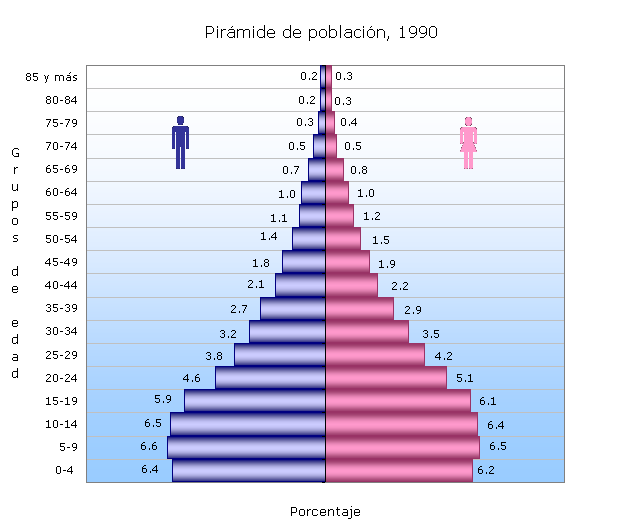 Pirámide de población, 1990
Grupos de edad
85 y más 0.2 0.3
80-84 0.2 0.3
75-79 0.3 0.4
70-74 0.5 0.5
65-69 0.7 0.8
60-64 1.0 1.0
55-59 1.1 1.2
50-54 1.4 1.5
45-49 1.8 1.9
40-44 2.1 2.2
35-39 2.7 2.9
30-34 3.2 3.5
25-29 3.8 4.2
20-24 4.6 5.1
15-19 5.9 6.1
10-14 6.5 6.4
5-9 6.6 6.5
0-4 6.4 6.2
Porcentaje